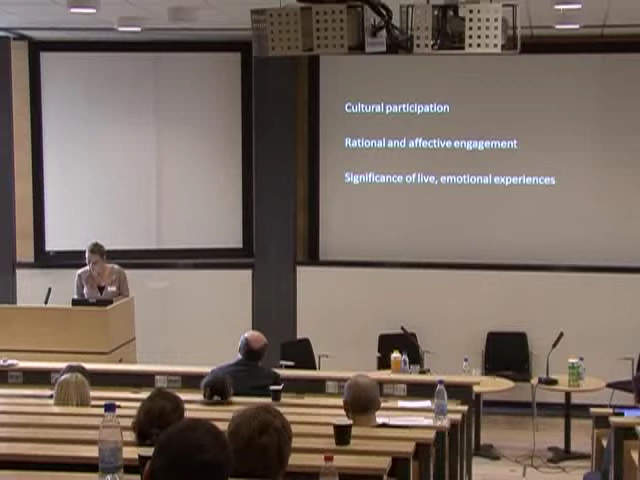 Cultural participation
Rational and affective engagement
Significance of live, emotional experiences